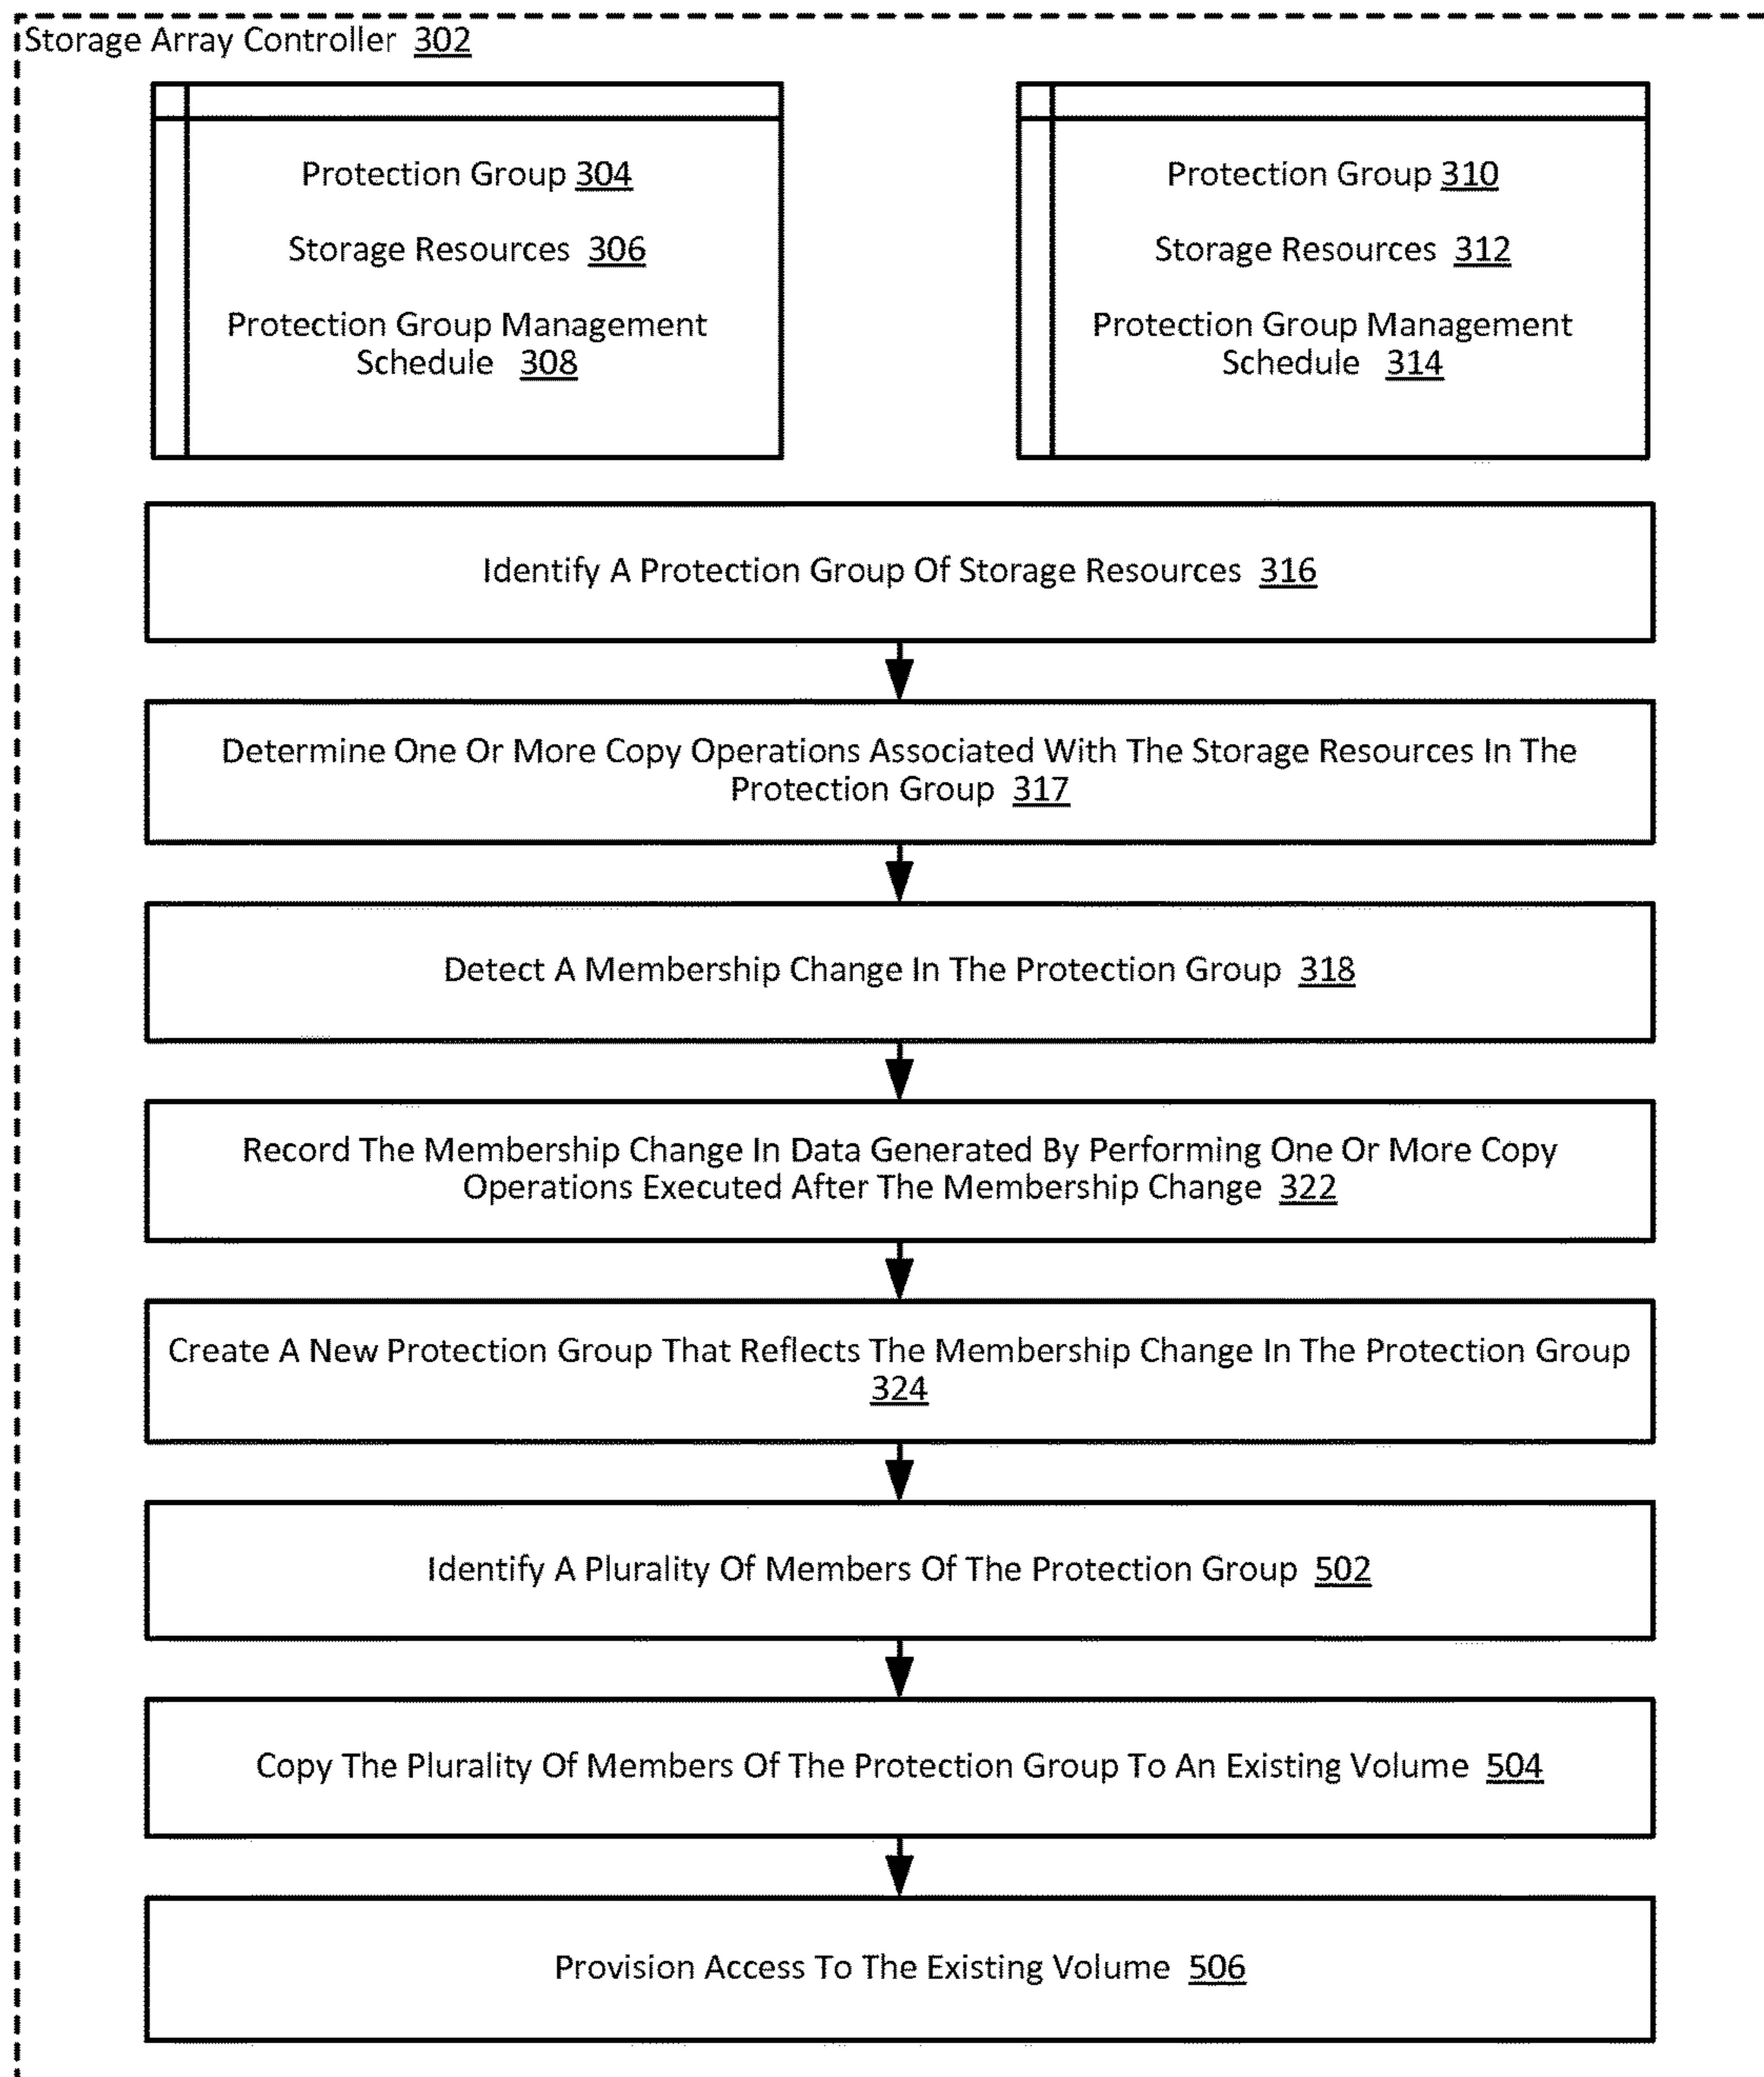 Storage Array Controller 302
Protection Group 304
Storage Resources 306
Protection Group Management
Schedule 308
Protection Group 310
Storage Resources 312
Protection Group Management
Schedule 314
Identify A Protection Group Of Storage Resources 316
Determine One Or More Copy Operations Associated With The Storage Resources In The
Protection Group 317
Detect A Membership Change In The Protection Group 318
Record The Membership Change In Data Generated By Performing One Or More Copy
Operations Executed After The Membership Change 322
Create A New Protection Group That Reflects The Membership Change In The Protection Group
324
Identify A Plurality Of Members Of The Protection Group 502
Copy The Plurality Of Members Of The Protection Group To An Existing Volume 504
Provision Access To The Existing Volume 506